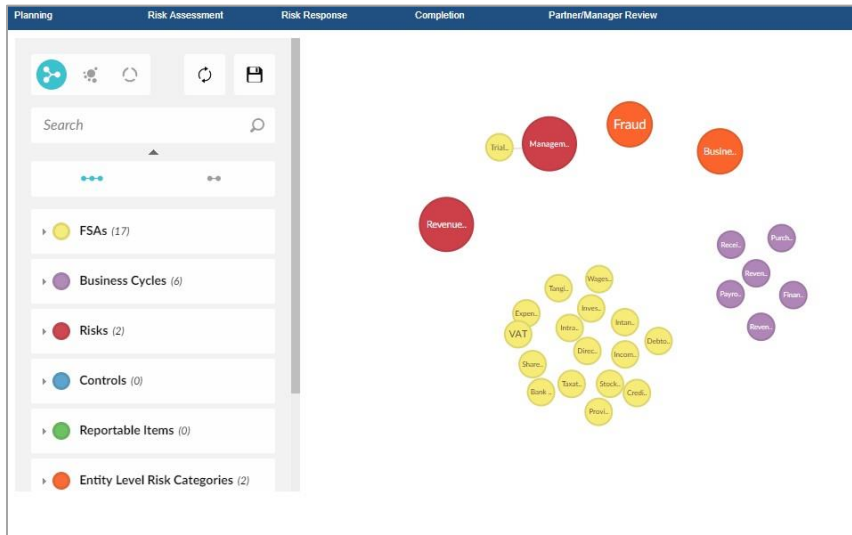 Planning Risk Assessment Risk Response Completion Partner/Manager Review
Search
FSAs (17)
Business Cycles (6)
Risks (2)
Controls (0)
Reportable Items (0)
Entity Level Risk Categories (2)
Fraud
Managem..
Trial..
Busine..
Revenue..
Recei..
Purch..
Reven..
Payro..
Finan..
Reven..
Wages..
Tangi..
Inves..
Expen..
Intra..
Intan..
VAT
Debto..
Direc..
Incom..
Share..
Taxat..
Stock..
Bank ..
Credi..
Provi..